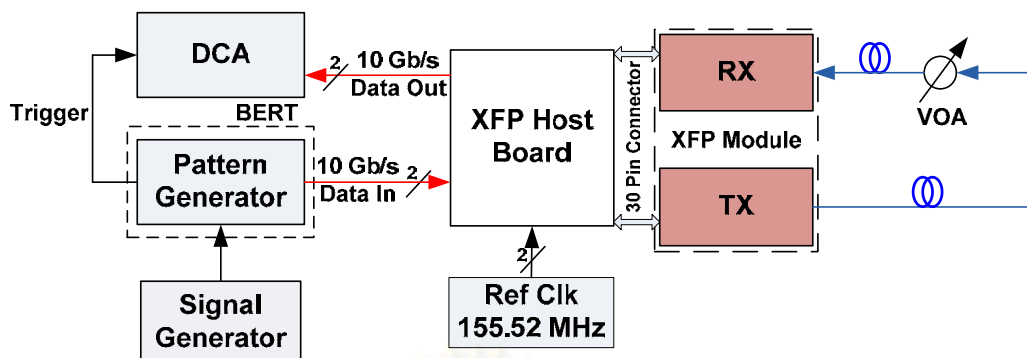 DCA
2
10 Gb/s
Data Out
Trigger
BERT
Pattern
Generator
10 Gb/s
2
Data In
Signal
Generator
XFP Host
Board
2
Ref Clk
155.52 MHz
30 Pin Connector
RX
XFP Module
TX
VOA